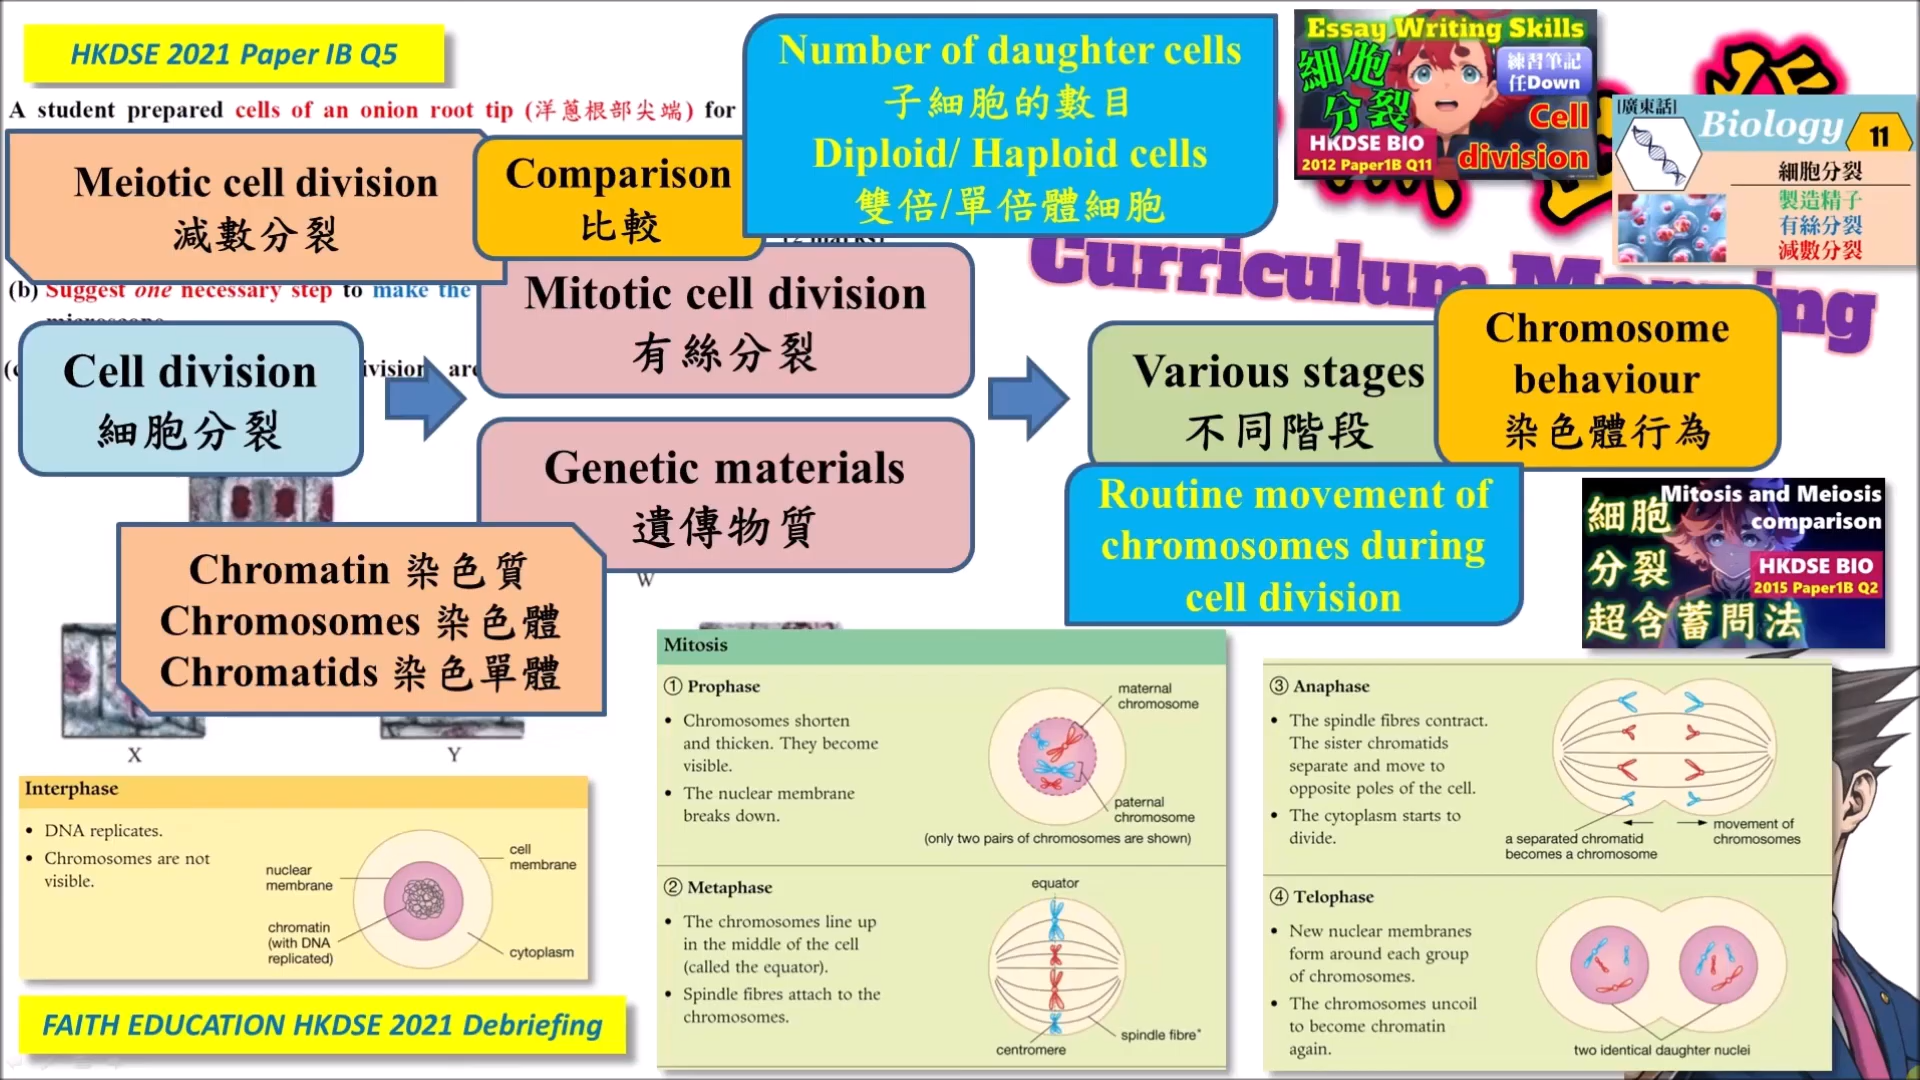 HKDSE 2021 Paper IB Q5
A student prepared cells of an onion root tip (洋蔥根部尖端) for
Meiotic cell division
減數分裂
Comparison
比較
Number of daughter cells
子細胞的數目
Diploid/ Haploid cells
雙倍/單倍體細胞
Essay Writing Skills
細胞
分裂
練習筆記
任Down
Cell
division
HKDSE BIO
2012 Paper1B Q11
[廣東話]
Biology
11
細胞分裂
製造精子
有絲分裂
減數分裂
Curriculum Mapping
(b) Suggest one necessary step to make the
microscope
Cell division
細胞分裂
Mitotic cell division
有絲分裂
Genetic materials
遺傳物質
Various stages
不同階段
Chromosome
behaviour
染色體行為
Routine movement of
chromosomes during
cell division
Mitosis and Meiosis
comparison
細胞
分裂
超含蓄問法
HKDSE BIO
2015 Paper1B Q2
Chromatin 染色質
Chromosomes 染色體
Chromatids 染色單體
W
X
Y
Interphase
• DNA replicates.
• Chromosomes are not
visible.
nuclear
membrane
chromatin
(with DNA
replicated)
cell
membrane
cytoplasm
Mitosis
① Prophase
• Chromosomes shorten
and thicken. They become
visible.
• The nuclear membrane
breaks down.
maternal
chromosome
paternal
chromosome
(only two pairs of chromosomes are shown)
② Metaphase
• The chromosomes line up
in the middle of the cell
(called the equator).
• Spindle fibres attach to the
chromosomes.
equator
centromere
spindle fibre*
③ Anaphase
• The spindle fibres contract.
The sister chromatids
separate and move to
opposite poles of the cell.
• The cytoplasm starts to
divide.
a separated chromatid
becomes a chromosome
movement of
chromosomes
④ Telophase
• New nuclear membranes
form around each group
of chromosomes.
• The chromosomes uncoil
to become chromatin
again.
two identical daughter nuclei
FAITH EDUCATION HKDSE 2021 Debriefing